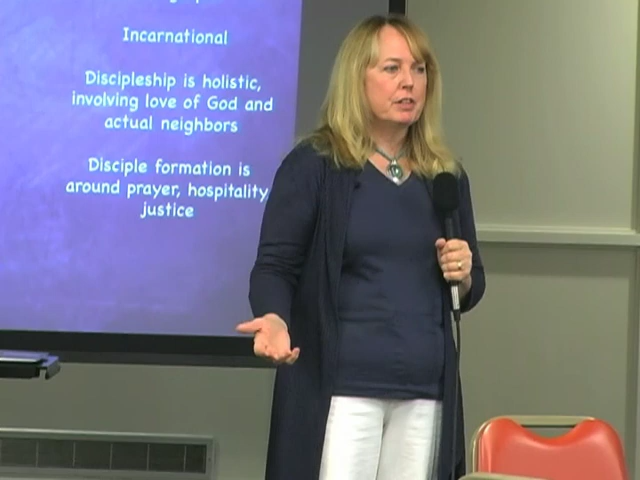 Incarnational
Discipleship is holistic,
involving love of God and
actual neighbors
Disciple formation is
around prayer, hospitality
justice